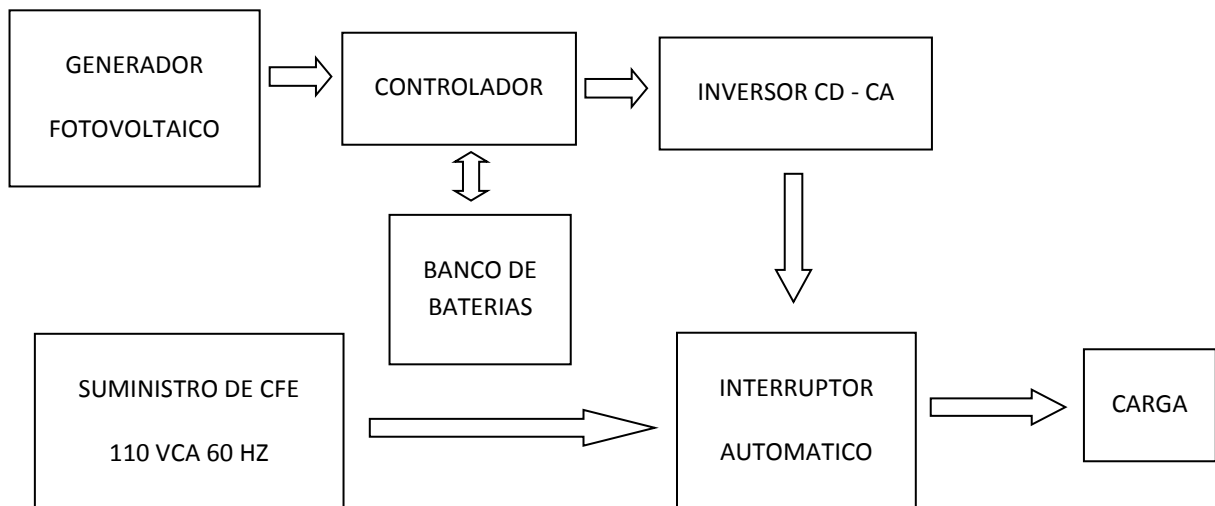 GENERADOR
FOTOVOLTAICO
CONTROLADOR
INVERSOR CD - CA
BANCO DE
BATERIAS
SUMINISTRO DE CFE
110 VCA 60 HZ
INTERRUPTOR
AUTOMATICO
CARGA